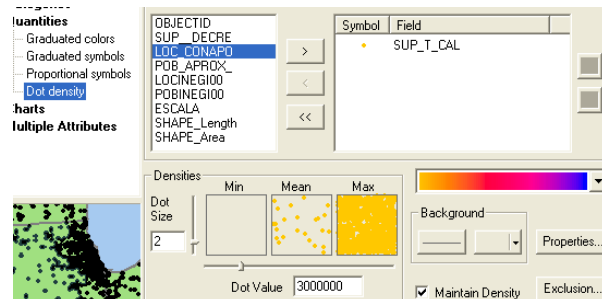 Quantities
Graduated colors
Graduated symbols
Proportional symbols
Dot density
Charts
Multiple Attributes
OBJECTID
SUP__DECRE
LOC_CONAPO
POB_APROX_
LOCINEGI00
POBINEGI00
ESCALA
SHAPE_Length
SHAPE_Area
>
<
<<
Symbol Field
SUP_T_CAL
Densities
Min Mean Max
Dot
Size
2
Dot Value 3000000
Background
Properties...
Maintain Density
Exclusion...